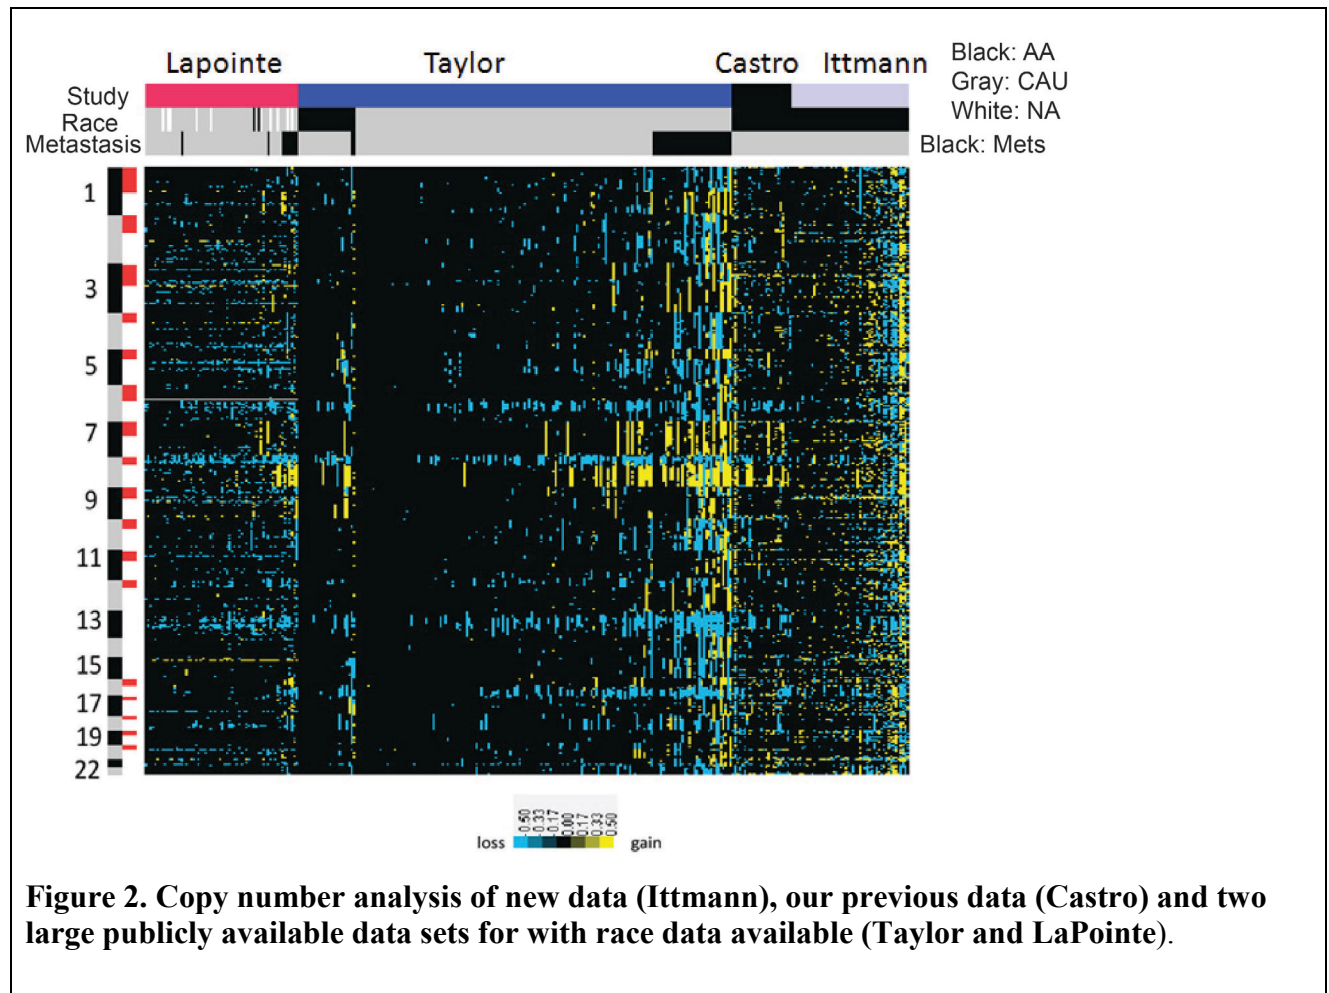 Lapointe Taylor Castro Ittmann
Black: AA
Gray: CAU
White: NA
Study
Race
Metastasis
Black: Mets
1
3
5
7
9
11
13
15
17
19
22
-0.50 -0.33 -0.17 0.00 0.17 0.33 0.50
loss gain
Figure 2. Copy number analysis of new data (Ittmann), our previous data (Castro) and two
large publicly available data sets for with race data available (Taylor and LaPointe).